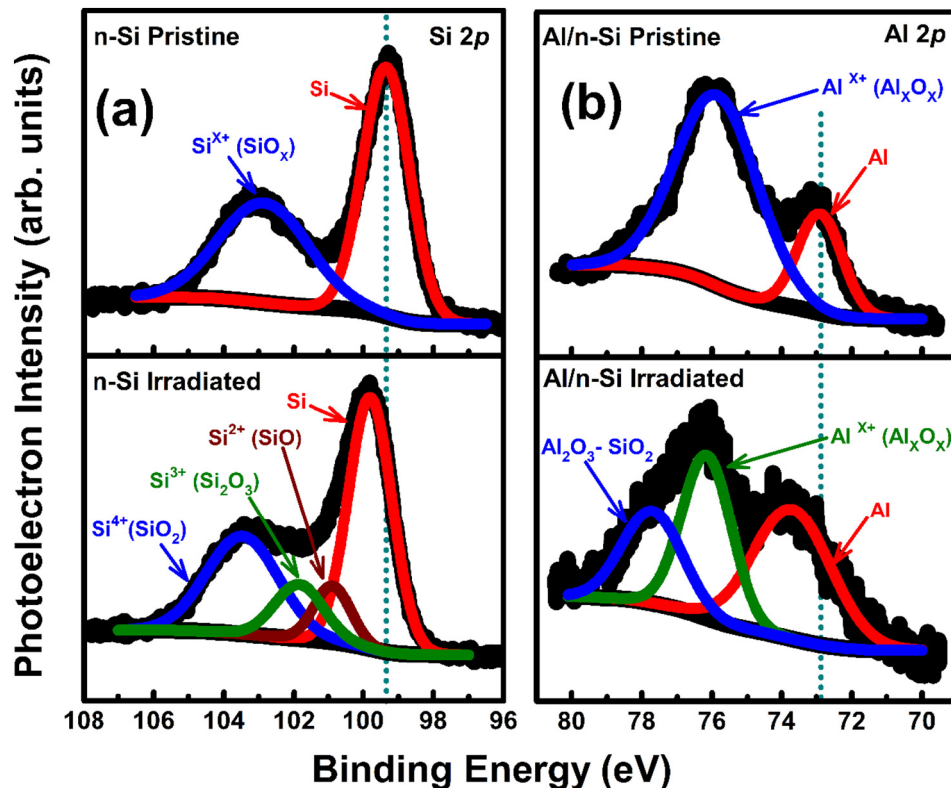 Photoelectron Intensity (arb. units)
n-Si Pristine
Si 2p
(a)
Si
Si^X+ (SiO_X)
n-Si Irradiated
Si
Si^2+ (SiO)
Si^3+ (Si_2O_3)
Si^4+(SiO_2)
108 106 104 102 100 98 96
Al/n-Si Pristine
Al 2p
(b)
Al ^X+ (Al_XO_X)
Al
Al/n-Si Irradiated
Al_2O_3- SiO_2
Al ^X+ (Al_XO_X)
Al
80 78 76 74 72 70
Binding Energy (eV)